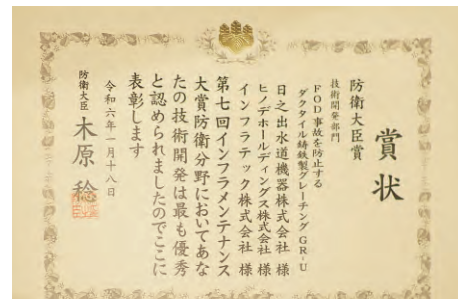 賞状
防衛大臣賞
技術開発部門
FOD事故を防止する
ダクタイル鋳鉄製グレーチングGR-U
日之出水道機器株式会社 様
ヒノデホールディングス株式会社 様
インフラテック株式会社 様
第七回インフラメンテナンス
大賞防衛分野においてあな
たの技術開発は最も優秀
と認められましたのでここに
表彰します
令和六年一月十八日
防衛大臣 木原 稔